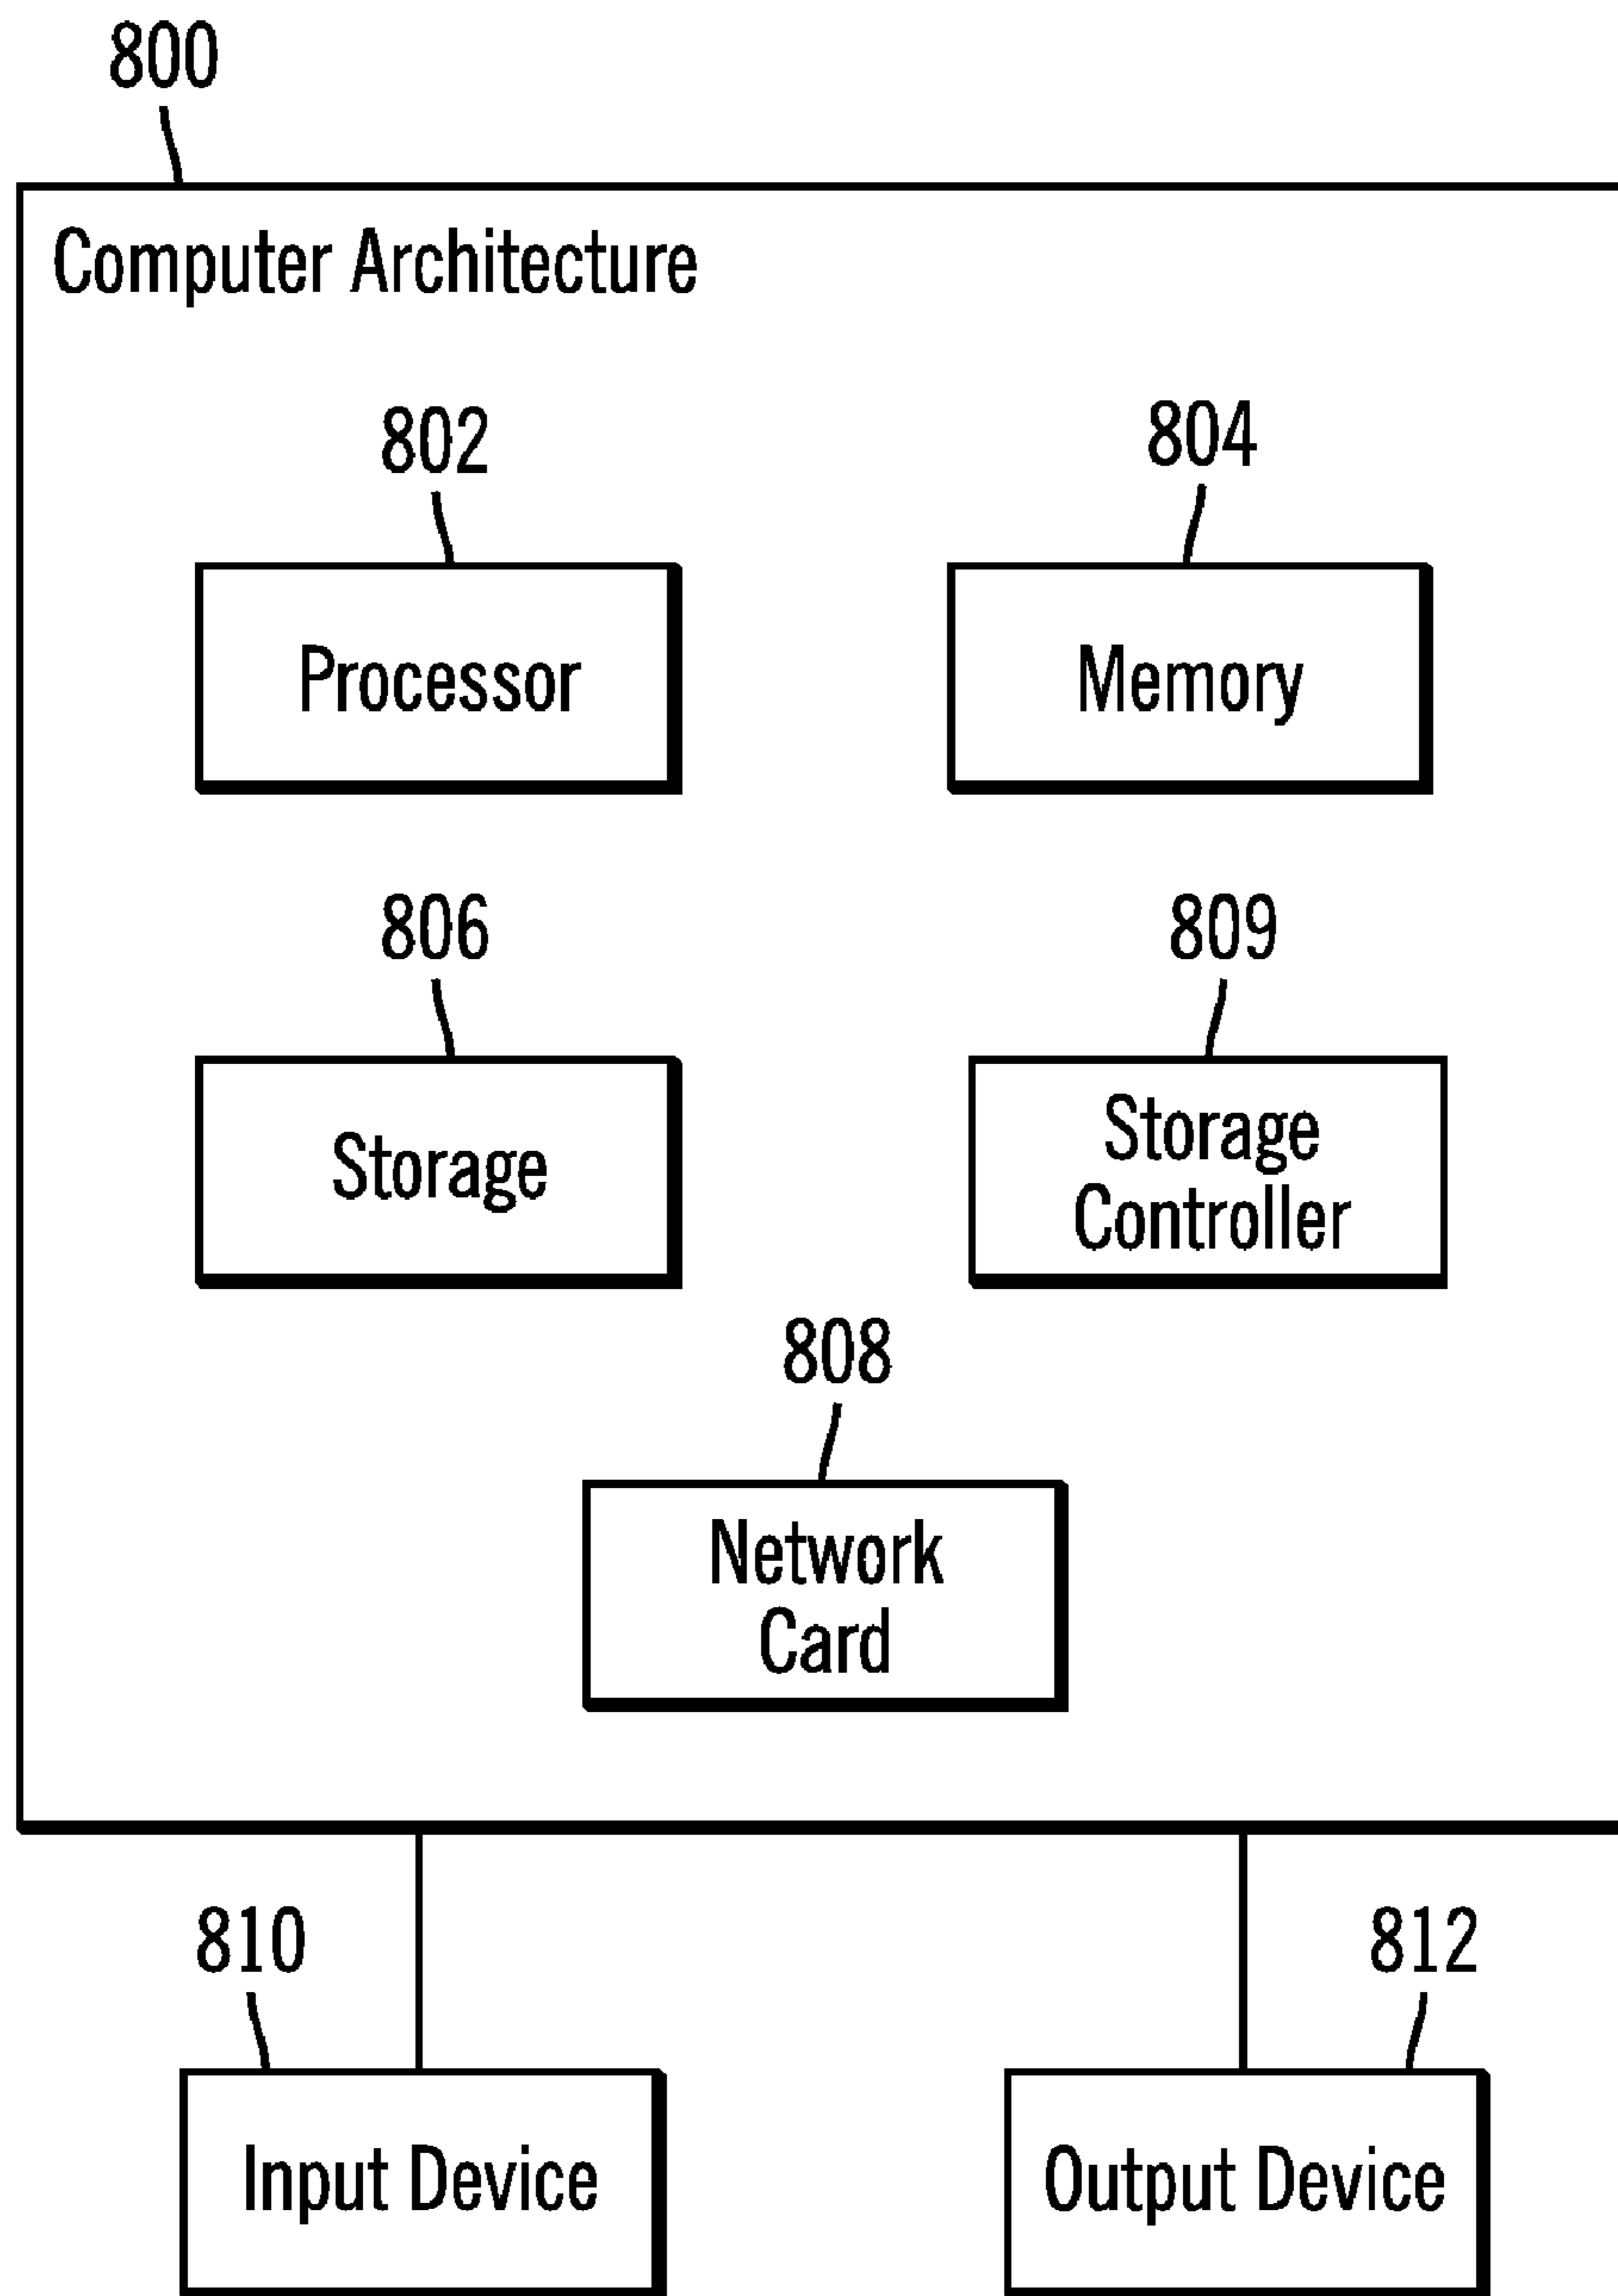 800
Computer Architecture
802
804
Processor
Memory
806
809
Storage
Storage
Controller
808
Network
Card
810
812
Input Device
Output Device